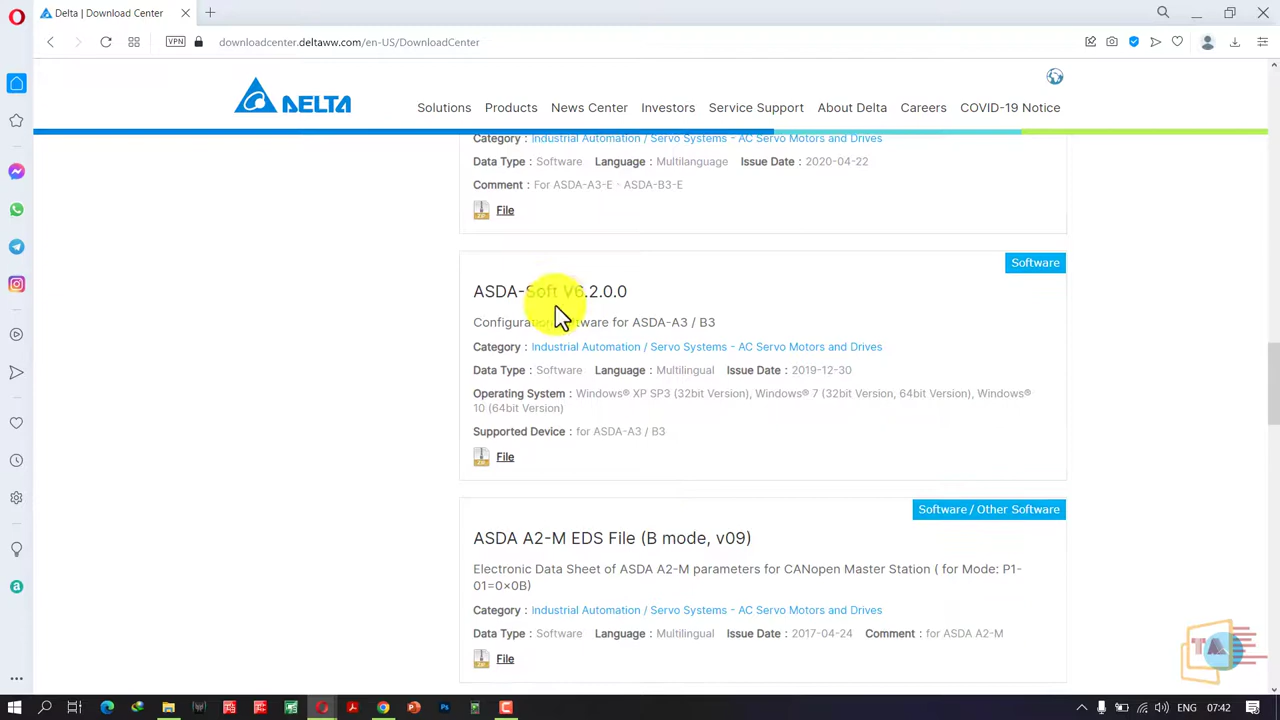 Delta | Download Center
VPN
downloadcenter.deltaww.com/en-US/DownloadCenter
DELTA
Solutions Products News Center Investors Service Support About Delta Careers COVID-19 Notice
Category : Industrial Automation / Servo Systems - AC Servo Motors and Drives
Data Type : Software Language : Multilanguage Issue Date : 2020-04-22
Comment : For ASDA-A3-E、ASDA-B3-E
File
Software
ASDA-Soft V6.2.0.0
Configuration Software for ASDA-A3 / B3
Category : Industrial Automation / Servo Systems - AC Servo Motors and Drives
Data Type : Software Language : Multilingual Issue Date : 2019-12-30
Operating System : Windows® XP SP3 (32bit Version), Windows® 7 (32bit Version, 64bit Version), Windows®
10 (64bit Version)
Supported Device : for ASDA-A3 / B3
File
Software / Other Software
ASDA A2-M EDS File (B mode, v09)
Electronic Data Sheet of ASDA A2-M parameters for CANopen Master Station ( for Mode: P1-
01=0×0B)
Category : Industrial Automation / Servo Systems - AC Servo Motors and Drives
Data Type : Software Language : Multilingual Issue Date : 2017-04-24 Comment : for ASDA A2-M
File
TA
ENG 07:42